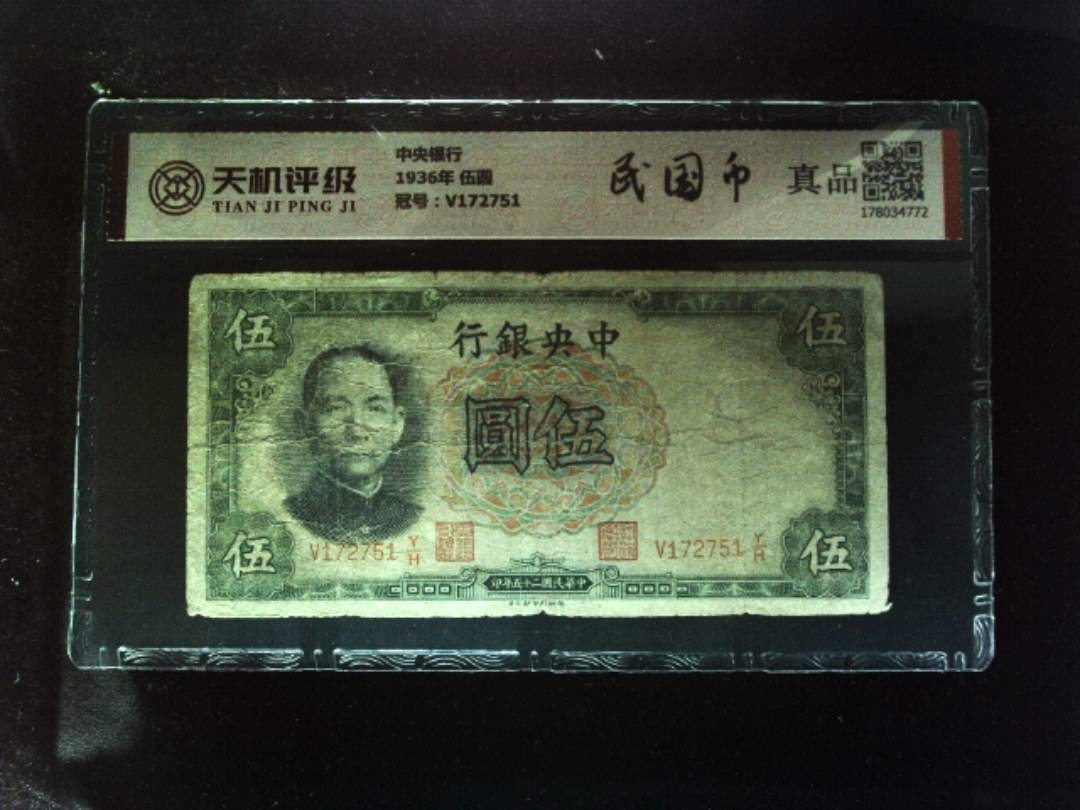 天机评级
TIAN JI PING JI
中央银行
1936年 伍圆
冠号：V172751
民国币
真品
178034772
伍
行銀央中
伍
圓伍
伍
V172751 Y/H
V172751 Y/H
伍
印年五十二國民華中